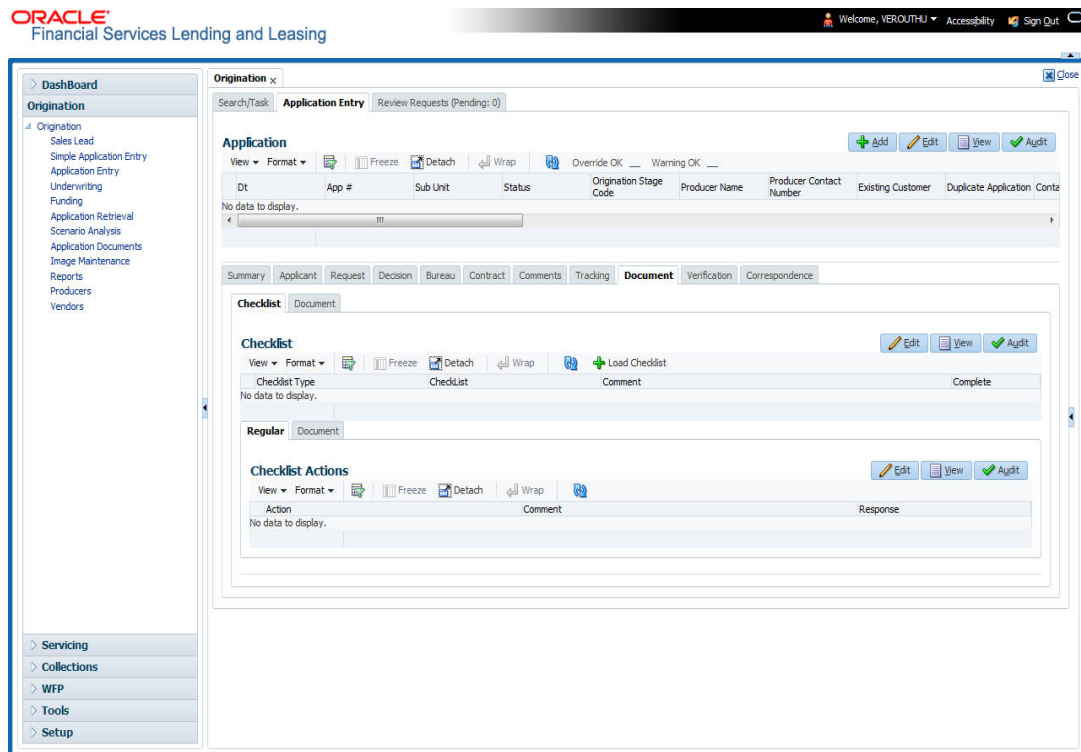 ORACLE®
Financial Services Lending and Leasing
Welcome, VEROUTHU Accessibility Sign Out
Close
DashBoard
Origination
Origination
Sales Lead
Simple Application Entry
Application Entry
Underwriting
Funding
Application Retrieval
Scenario Analysis
Application Documents
Image Maintenance
Reports
Producers
Vendors
Servicing
Collections
WFP
Tools
Setup
Origination x
Search/Task Application Entry Review Requests (Pending: 0)
Application
Add Edit View Audit
View Format Freeze Detach Wrap Override OK __ Warning OK __
Dt App # Sub Unit Status Origination Stage Code Producer Name Producer Contact Number Existing Customer Duplicate Application Conta
No data to display.
Summary Applicant Request Decision Bureau Contract Comments Tracking Document Verification Correspondence
Checklist Document
Checklist
Edit View Audit
View Format Freeze Detach Wrap Load Checklist
Checklist Type CheckList Comment Complete
No data to display.
Regular Document
Checklist Actions
Edit View Audit
View Format Freeze Detach Wrap
Action Comment Response
No data to display.